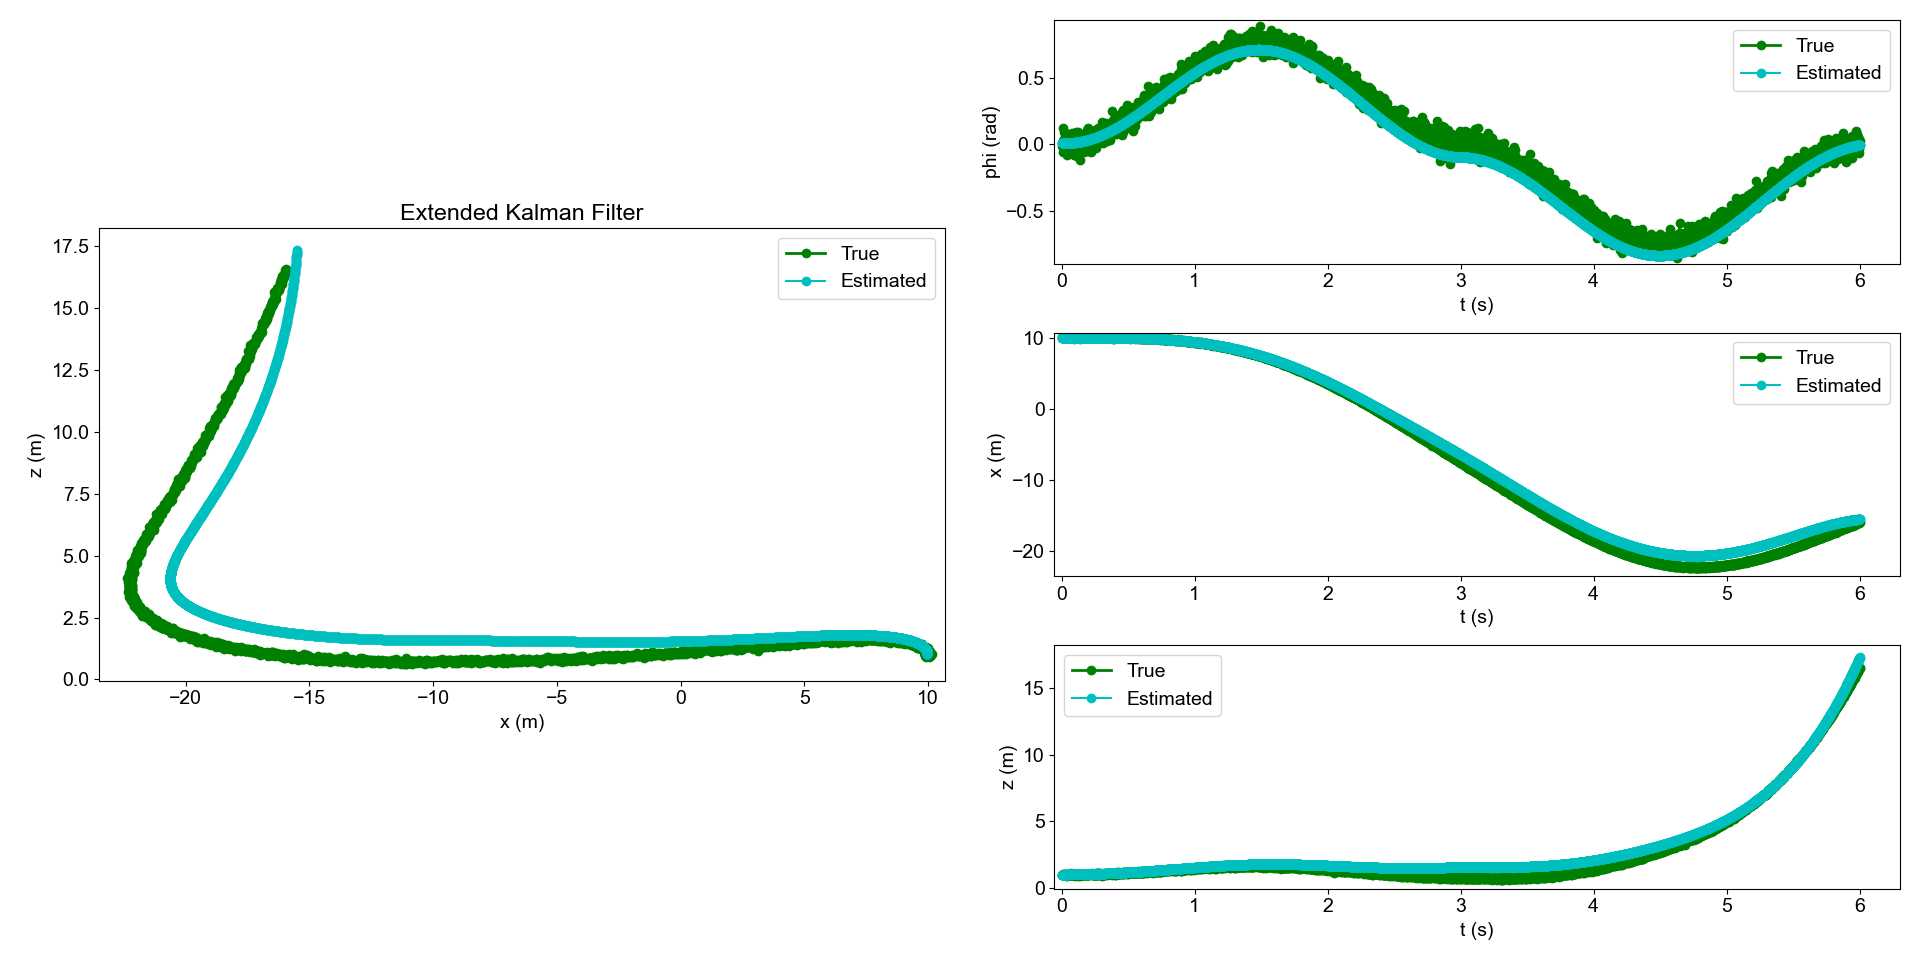 Extended Kalman Filter
True
Estimated
17.5
15.0
12.5
10.0
7.5
5.0
2.5
0.0
z (m)
−20 −15 −10 −5 0 5 10
x (m)
True
Estimated
0.5
0.0
−0.5
phi (rad)
0 1 2 3 4 5 6
t (s)
True
Estimated
10
0
−10
−20
x (m)
0 1 2 3 4 5 6
t (s)
True
Estimated
15
10
5
0
z (m)
0 1 2 3 4 5 6
t (s)